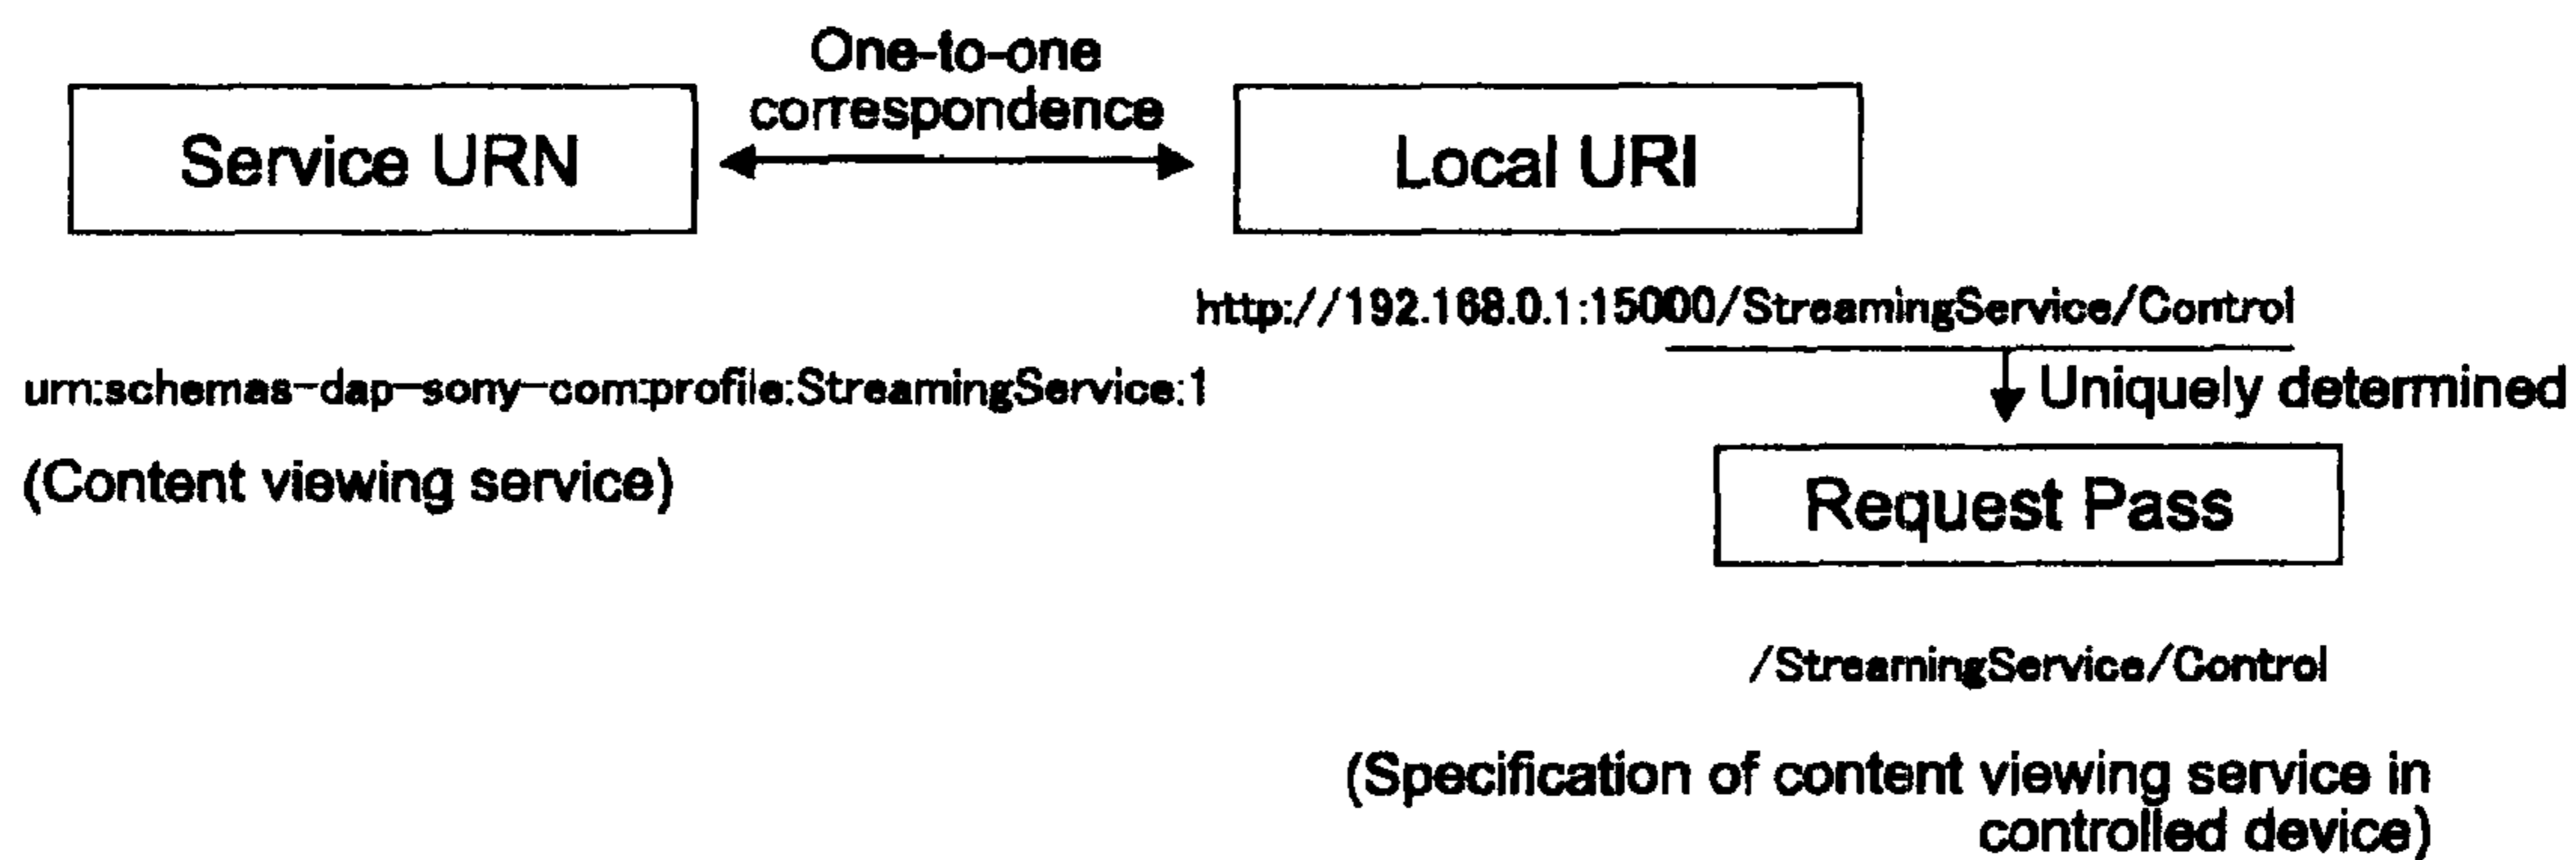 One-to-one
correspondence
Service URN
Local URI
http://192.168.0.1:15000/StreamingService/Control
urn:schemas-dap-sony-com:profile:StreamingService:1
Uniquely determined
(Content viewing service)
Request Pass
/StreamingService/Control
(Specification of content viewing service in
controlled device)